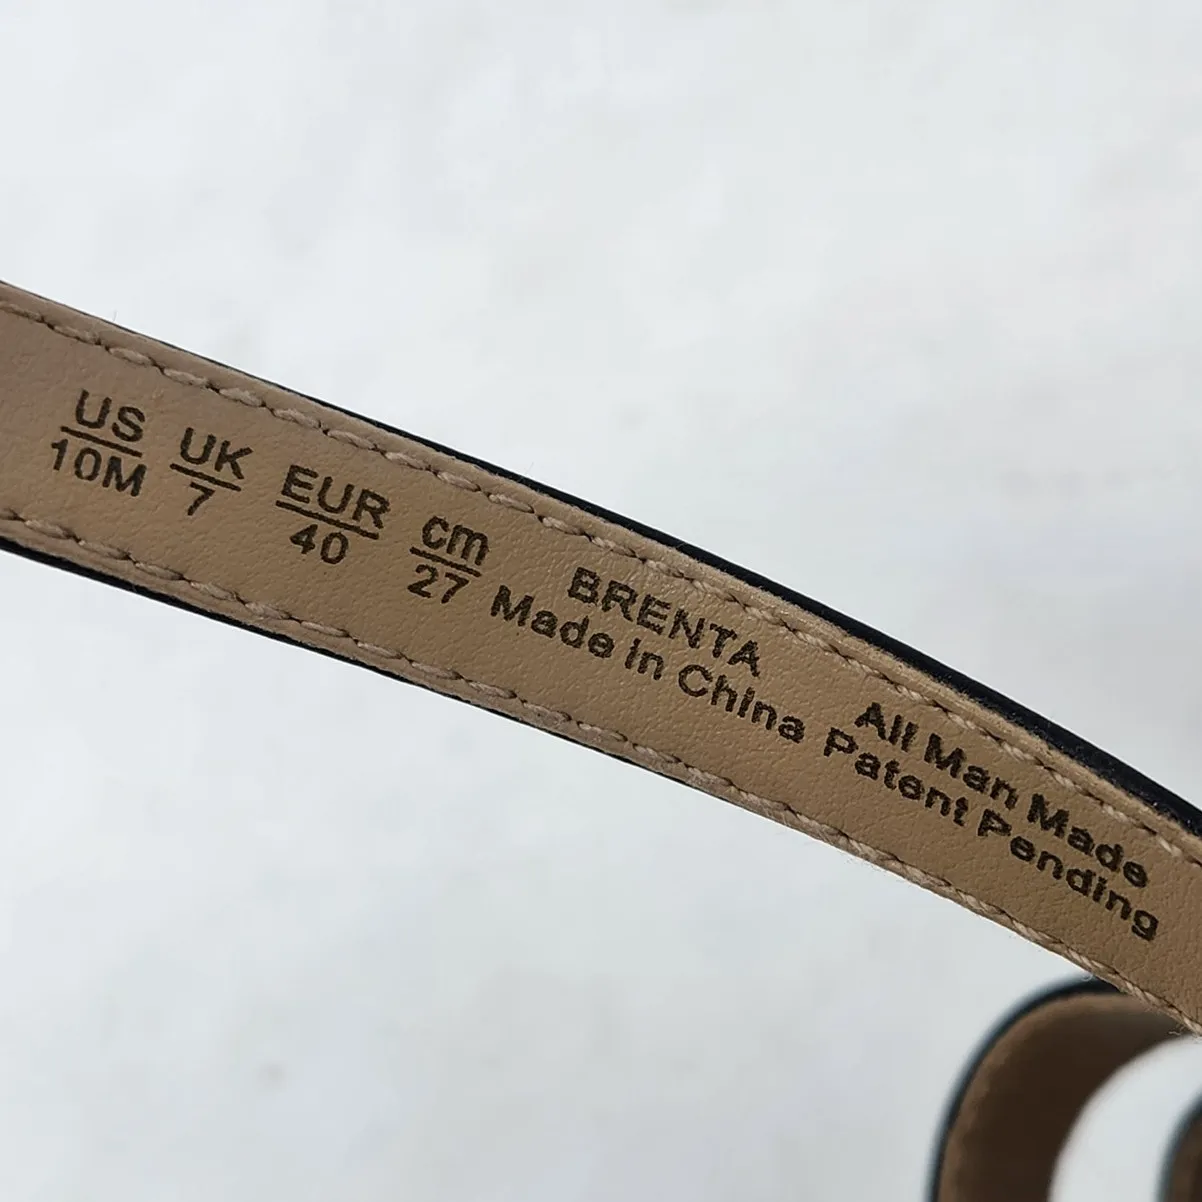 US UK EUR cm
10M 7 40 27
BRENTA
Made in China
All Man Made
Patent Pending